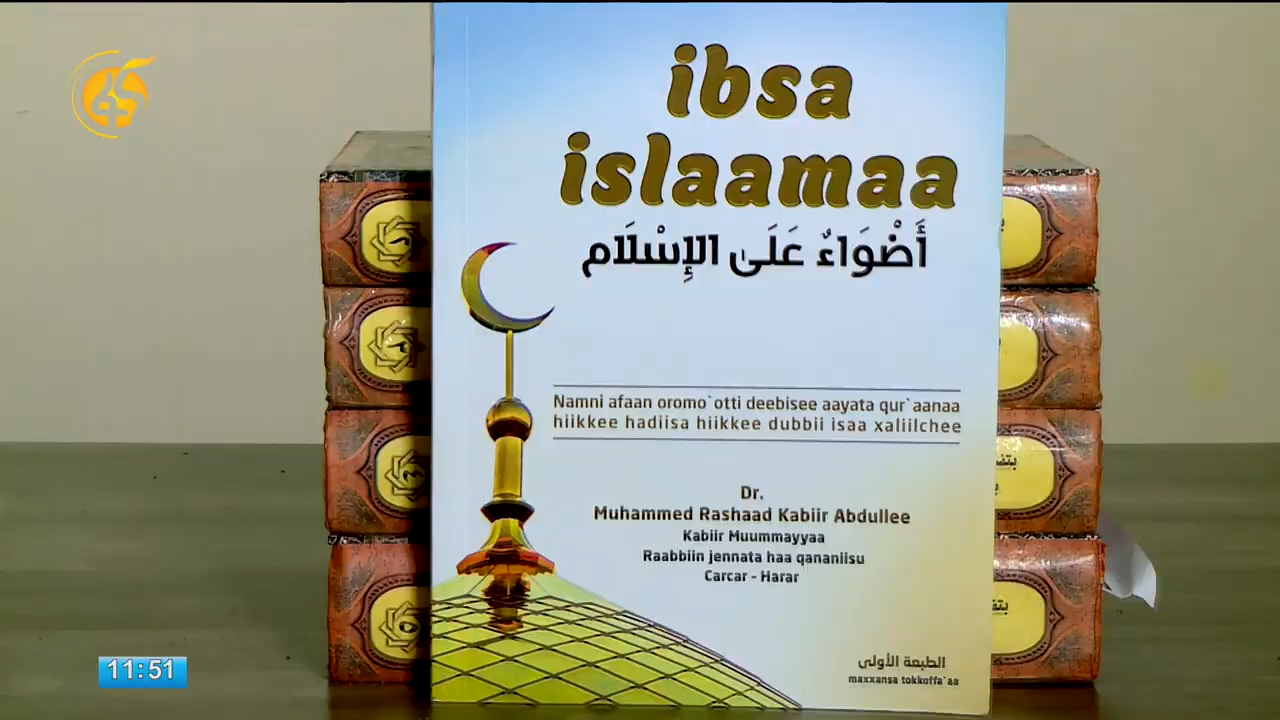 ibsa
islaamaa
أَضْوَاءٌ عَلَىٰ الإِسْلَام
Namni afaan oromo`otti deebisee aayata qur`aanaa
hiikkee hadiisa hiikkee dubbii isaa xaliilchee
Dr.
Muhammed Rashaad Kabiir Abdullee
Kabiir Muummayyaa
Raabbiin jennata haa qananiisu
Carcar - Harar
الطبعة الأولى
maxxansa tokkoffa`aa
11:51